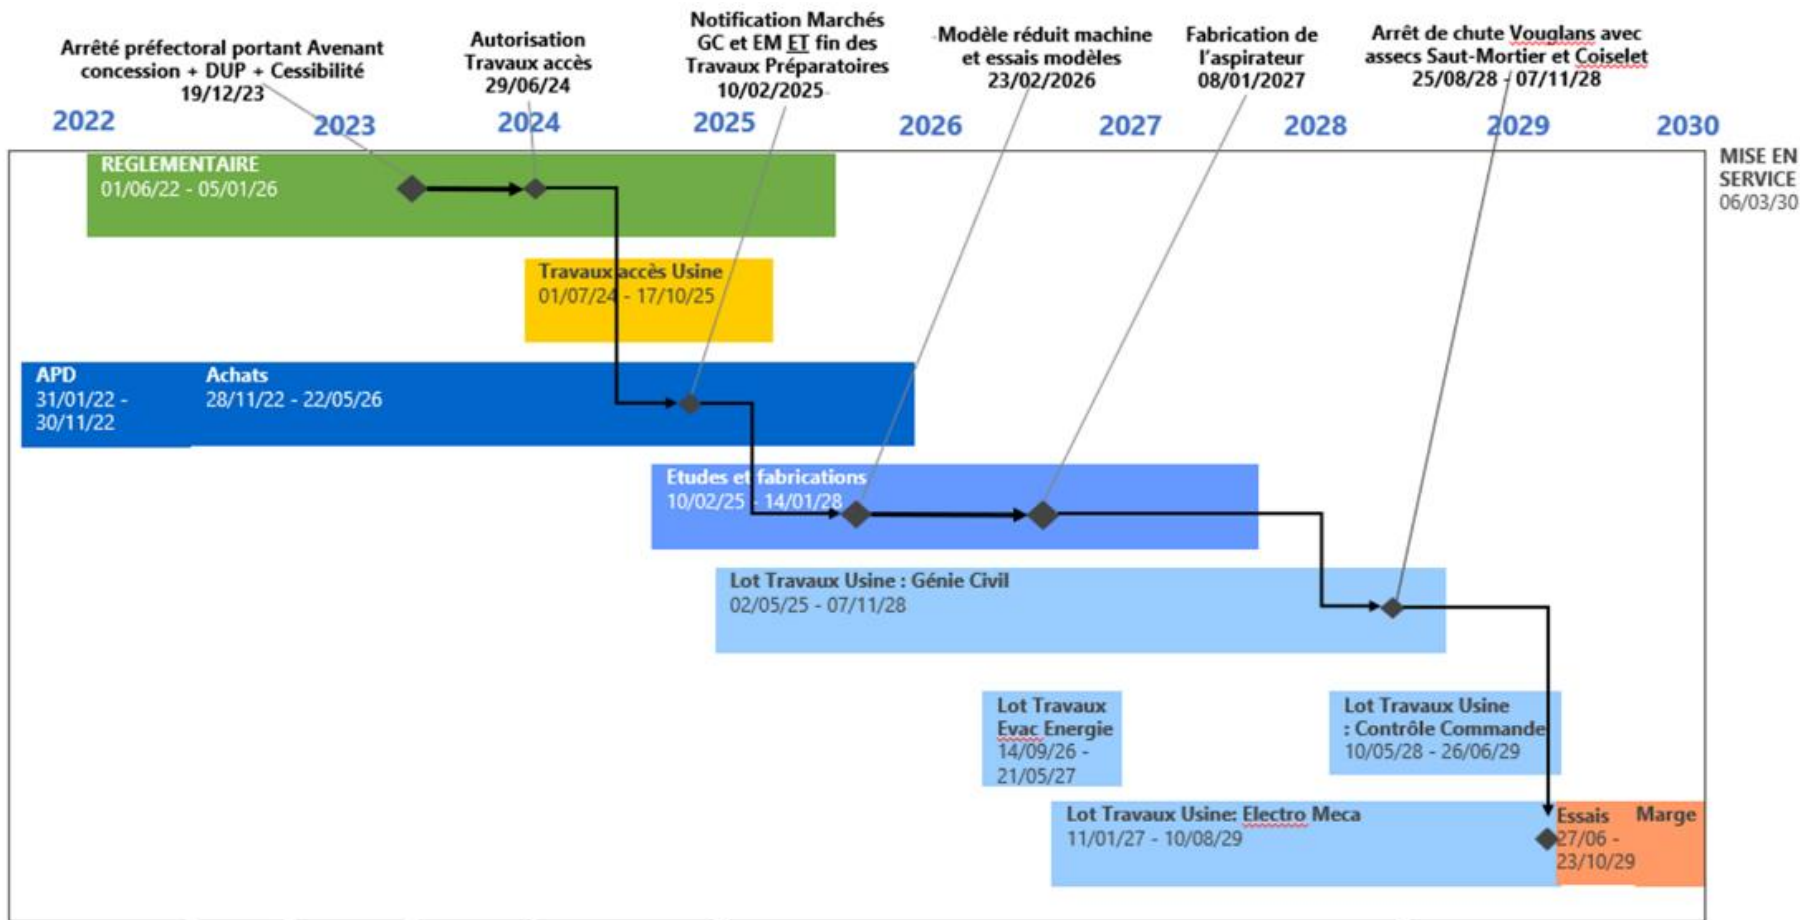 Arrêté préfectoral portant Avenant
concession + DUP + Cessibilité
19/12/23
Autorisation
Travaux accès
29/06/24
Notification Marchés
GC et EM ET fin des
Travaux Préparatoires
10/02/2025
Modèle réduit machine
et essais modèles
23/02/2026
Fabrication de
l'aspirateur
08/01/2027
Arrêt de chute Vouglans avec
assecs Saut-Mortier et Coiselet
25/08/28 - 07/11/28
2022 2023 2024 2025 2026 2027 2028 2029 2030
MISE EN
SERVICE
06/03/30
REGLEMENTAIRE
01/06/22 - 05/01/26
Travaux accès Usine
01/07/24 - 17/10/25
APD
31/01/22 -
30/11/22
Achats
28/11/22 - 22/05/26
Etudes et fabrications
10/02/25 - 14/01/28
Lot Travaux Usine : Génie Civil
02/05/25 - 07/11/28
Lot Travaux
Evac Energie
14/09/26 -
21/05/27
Lot Travaux Usine
: Contrôle Commande
10/05/28 - 26/06/29
Lot Travaux Usine: Electro Meca
11/01/27 - 10/08/29
Essais
27/06 -
23/10/29
Marge